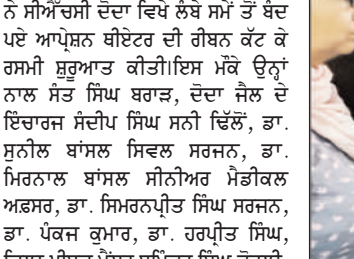 ਨੇ ਸੀਐੱਚਸੀ ਦੋਦਾ ਵਿਖੇ ਲੰਬੇ ਸਮੇਂ ਤੋਂ ਬੰਦ
ਪਏ ਆਪ੍ਰੇਸ਼ਨ ਥੀਏਟਰ ਦੀ ਰੀਬਨ ਕੱਟ ਕੇ
ਰਸਮੀ ਸ਼ੁਰੂਆਤ ਕੀਤੀ।ਇਸ ਮੌਕੇ ਉਨ੍ਹਾਂ
ਨਾਲ ਸੰਤ ਸਿੰਘ ਬਰਾੜ, ਦੋਦਾ ਜ਼ੈਲ ਦੇ
ਇੰਚਾਰਜ ਸੰਦੀਪ ਸਿੰਘ ਸਨੀ ਢਿੱਲੋਂ, ਡਾ.
ਸੁਨੀਲ ਬਾਂਸਲ ਸਿਵਲ ਸਰਜਨ, ਡਾ.
ਮਿਰਨਾਲ ਬਾਂਸਲ ਸੀਨੀਅਰ ਮੈਡੀਕਲ
ਅਫ਼ਸਰ, ਡਾ. ਸਿਮਰਨਪ੍ਰੀਤ ਸਿੰਘ ਸਰਜਨ,
ਡਾ. ਪੰਕਜ ਕੁਮਾਰ, ਡਾ. ਹਰਪ੍ਰੀਤ ਸਿੰਘ,